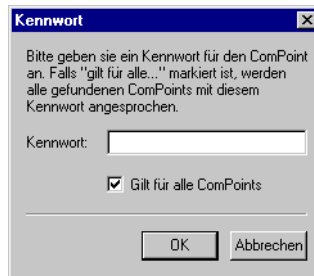 Kennwort
Bitte geben sie ein Kennwort für den ComPoint
an. Falls "gilt für alle..." markiert ist, werden
alle gefundenen ComPoints mit diesem
Kennwort angesprochen.
Kennwort:
Gilt für alle ComPoints
OK Abbrechen